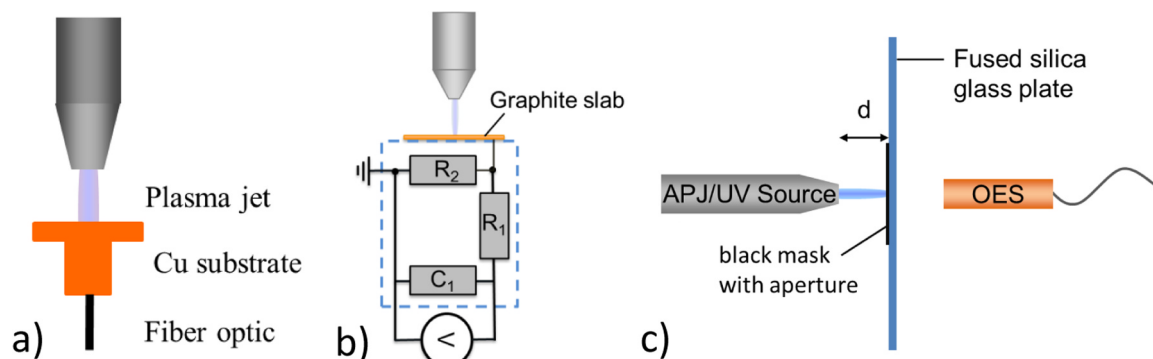 a)
Plasma jet
Cu substrate
Fiber optic
b)
Graphite slab
R2
R1
C1
<
c)
Fused silica
glass plate
d
APJ/UV Source
OES
black mask
with aperture